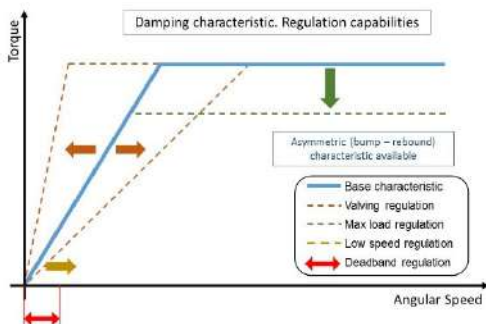 Damping characteristic. Regulation capabilities
Torque
Asymmetric (bump – rebound)
characteristic available
Base characteristic
Valving regulation
Max load regulation
Low speed regulation
Deadband regulation
Angular Speed